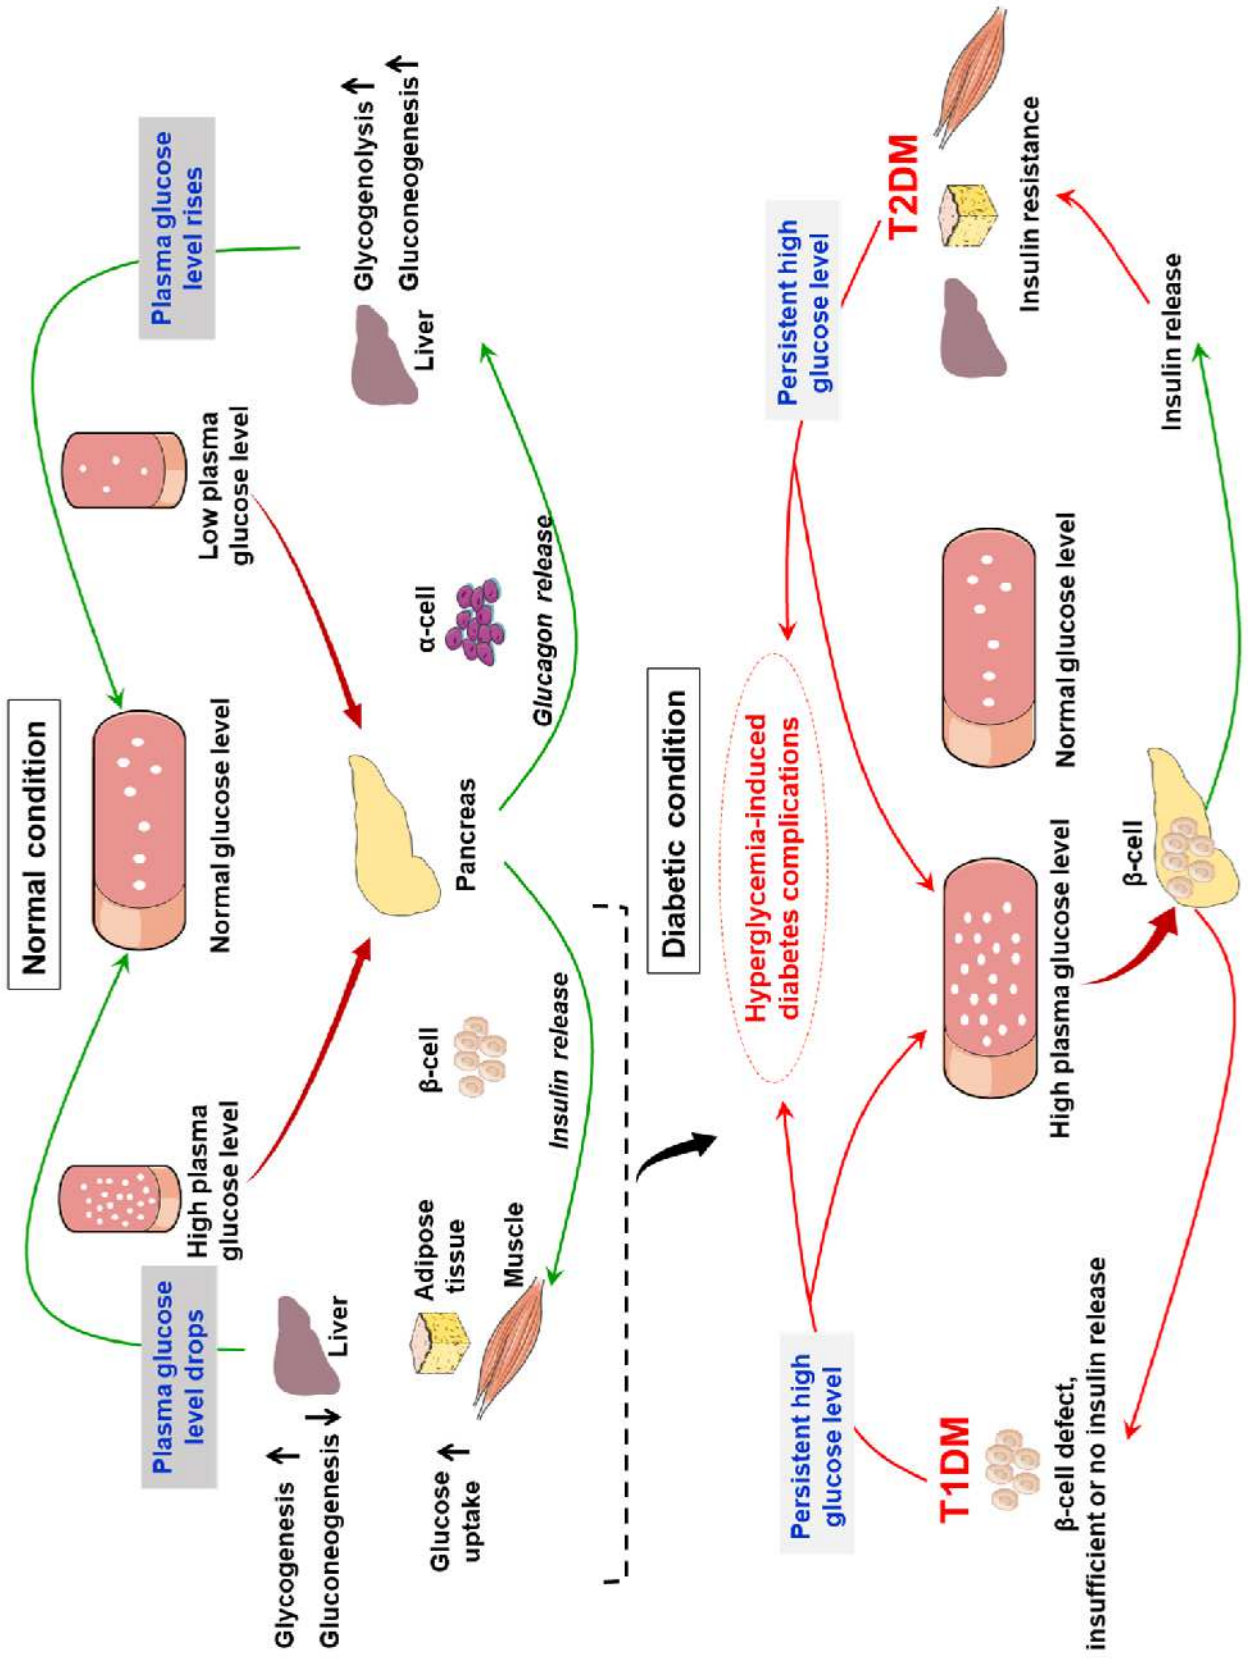 Normal condition
Plasma glucose
level drops
High plasma
glucose level
Normal glucose level
Low plasma
glucose level
Plasma glucose
level rises
Glycogenesis ↑
Gluconeogenesis ↓
Liver
Glucose ↑
uptake
Adipose
tissue
Muscle
β-cell
Insulin release
Pancreas
α-cell
Glucagon release
Liver
Glycogenolysis ↑
Gluconeogenesis ↑
Diabetic condition
Persistent high
glucose level
Hyperglycemia-induced
diabetes complications
Persistent high
glucose level
T1DM
β-cell defect,
insufficient or no insulin release
High plasma glucose level
Normal glucose level
T2DM
Insulin resistance
β-cell
Insulin release